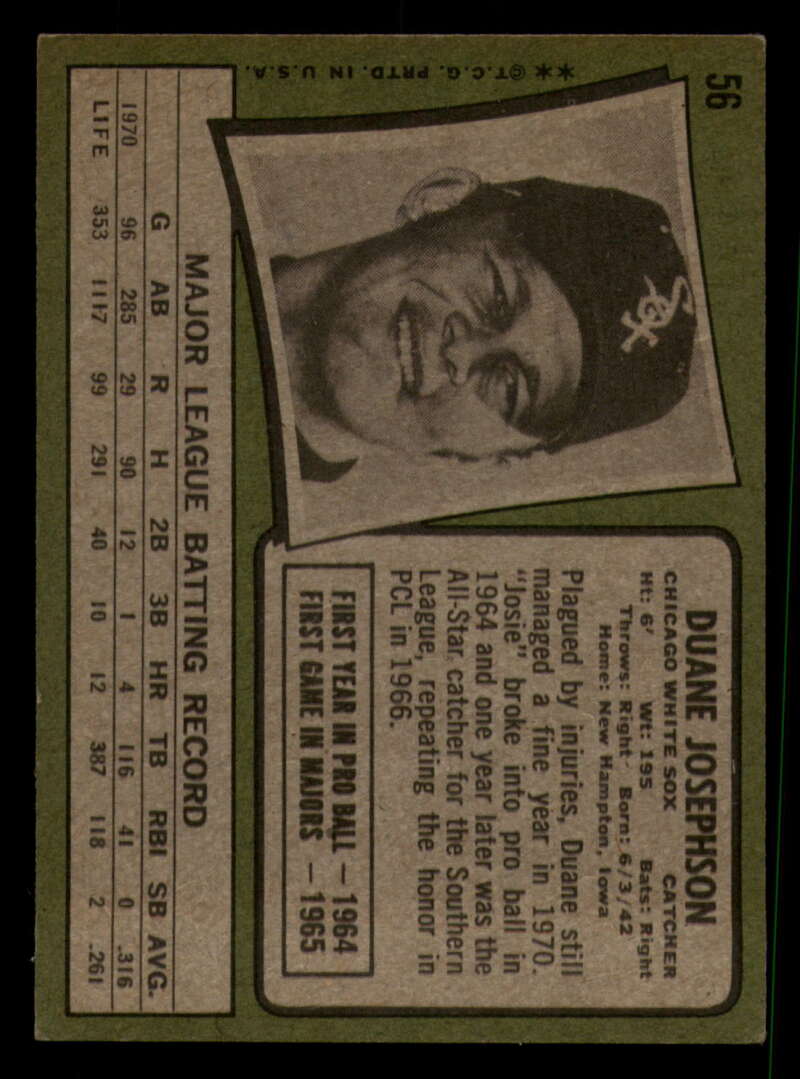 56
**©T.C.G. PRTD. IN U.S.A.
Sox
DUANE JOSEPHSON
CHICAGO WHITE SOX CATCHER
Ht: 6' Wt: 195 Bats: Right
Throws: Right Born: 6/3/42
Home: New Hampton, Iowa
Plagued by injuries, Duane still
managed a fine year in 1970.
"Josie" broke into pro ball in
1964 and one year later was the
All-Star catcher for the Southern
League, repeating the honor in
PCL in 1966.
FIRST YEAR IN PRO BALL — 1964
FIRST GAME IN MAJORS — 1965
MAJOR LEAGUE BATTING RECORD
G AB R H 2B 3B HR TB RBI SB AVG.
1970 96 285 29 90 12 1 4 116 41 0 .316
LIFE 353 1117 99 291 40 10 12 387 118 2 .261